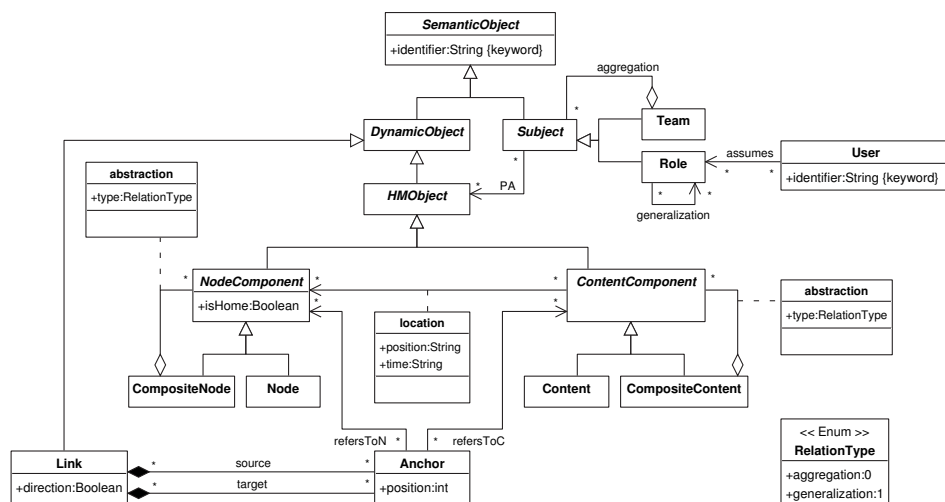 SemanticObject
+identifier:String {keyword}
aggregation
*
DynamicObject
Subject
Team
*
Role
assumes
*
*
User
+identifier:String {keyword}
abstraction
+type:RelationType
HMObject
*
PA
*
*
generalization
*
NodeComponent
*
*
ContentComponent
*
+isHome:Boolean
*
*
abstraction
+type:RelationType
location
+position:String
+time:String
CompositeNode
Node
Content
CompositeContent
refersToN
*
*
refersToC
<< Enum >>
RelationType
+aggregation:0
+generalization:1
Link
+direction:Boolean
*
source
*
*
target
*
Anchor
+position:int